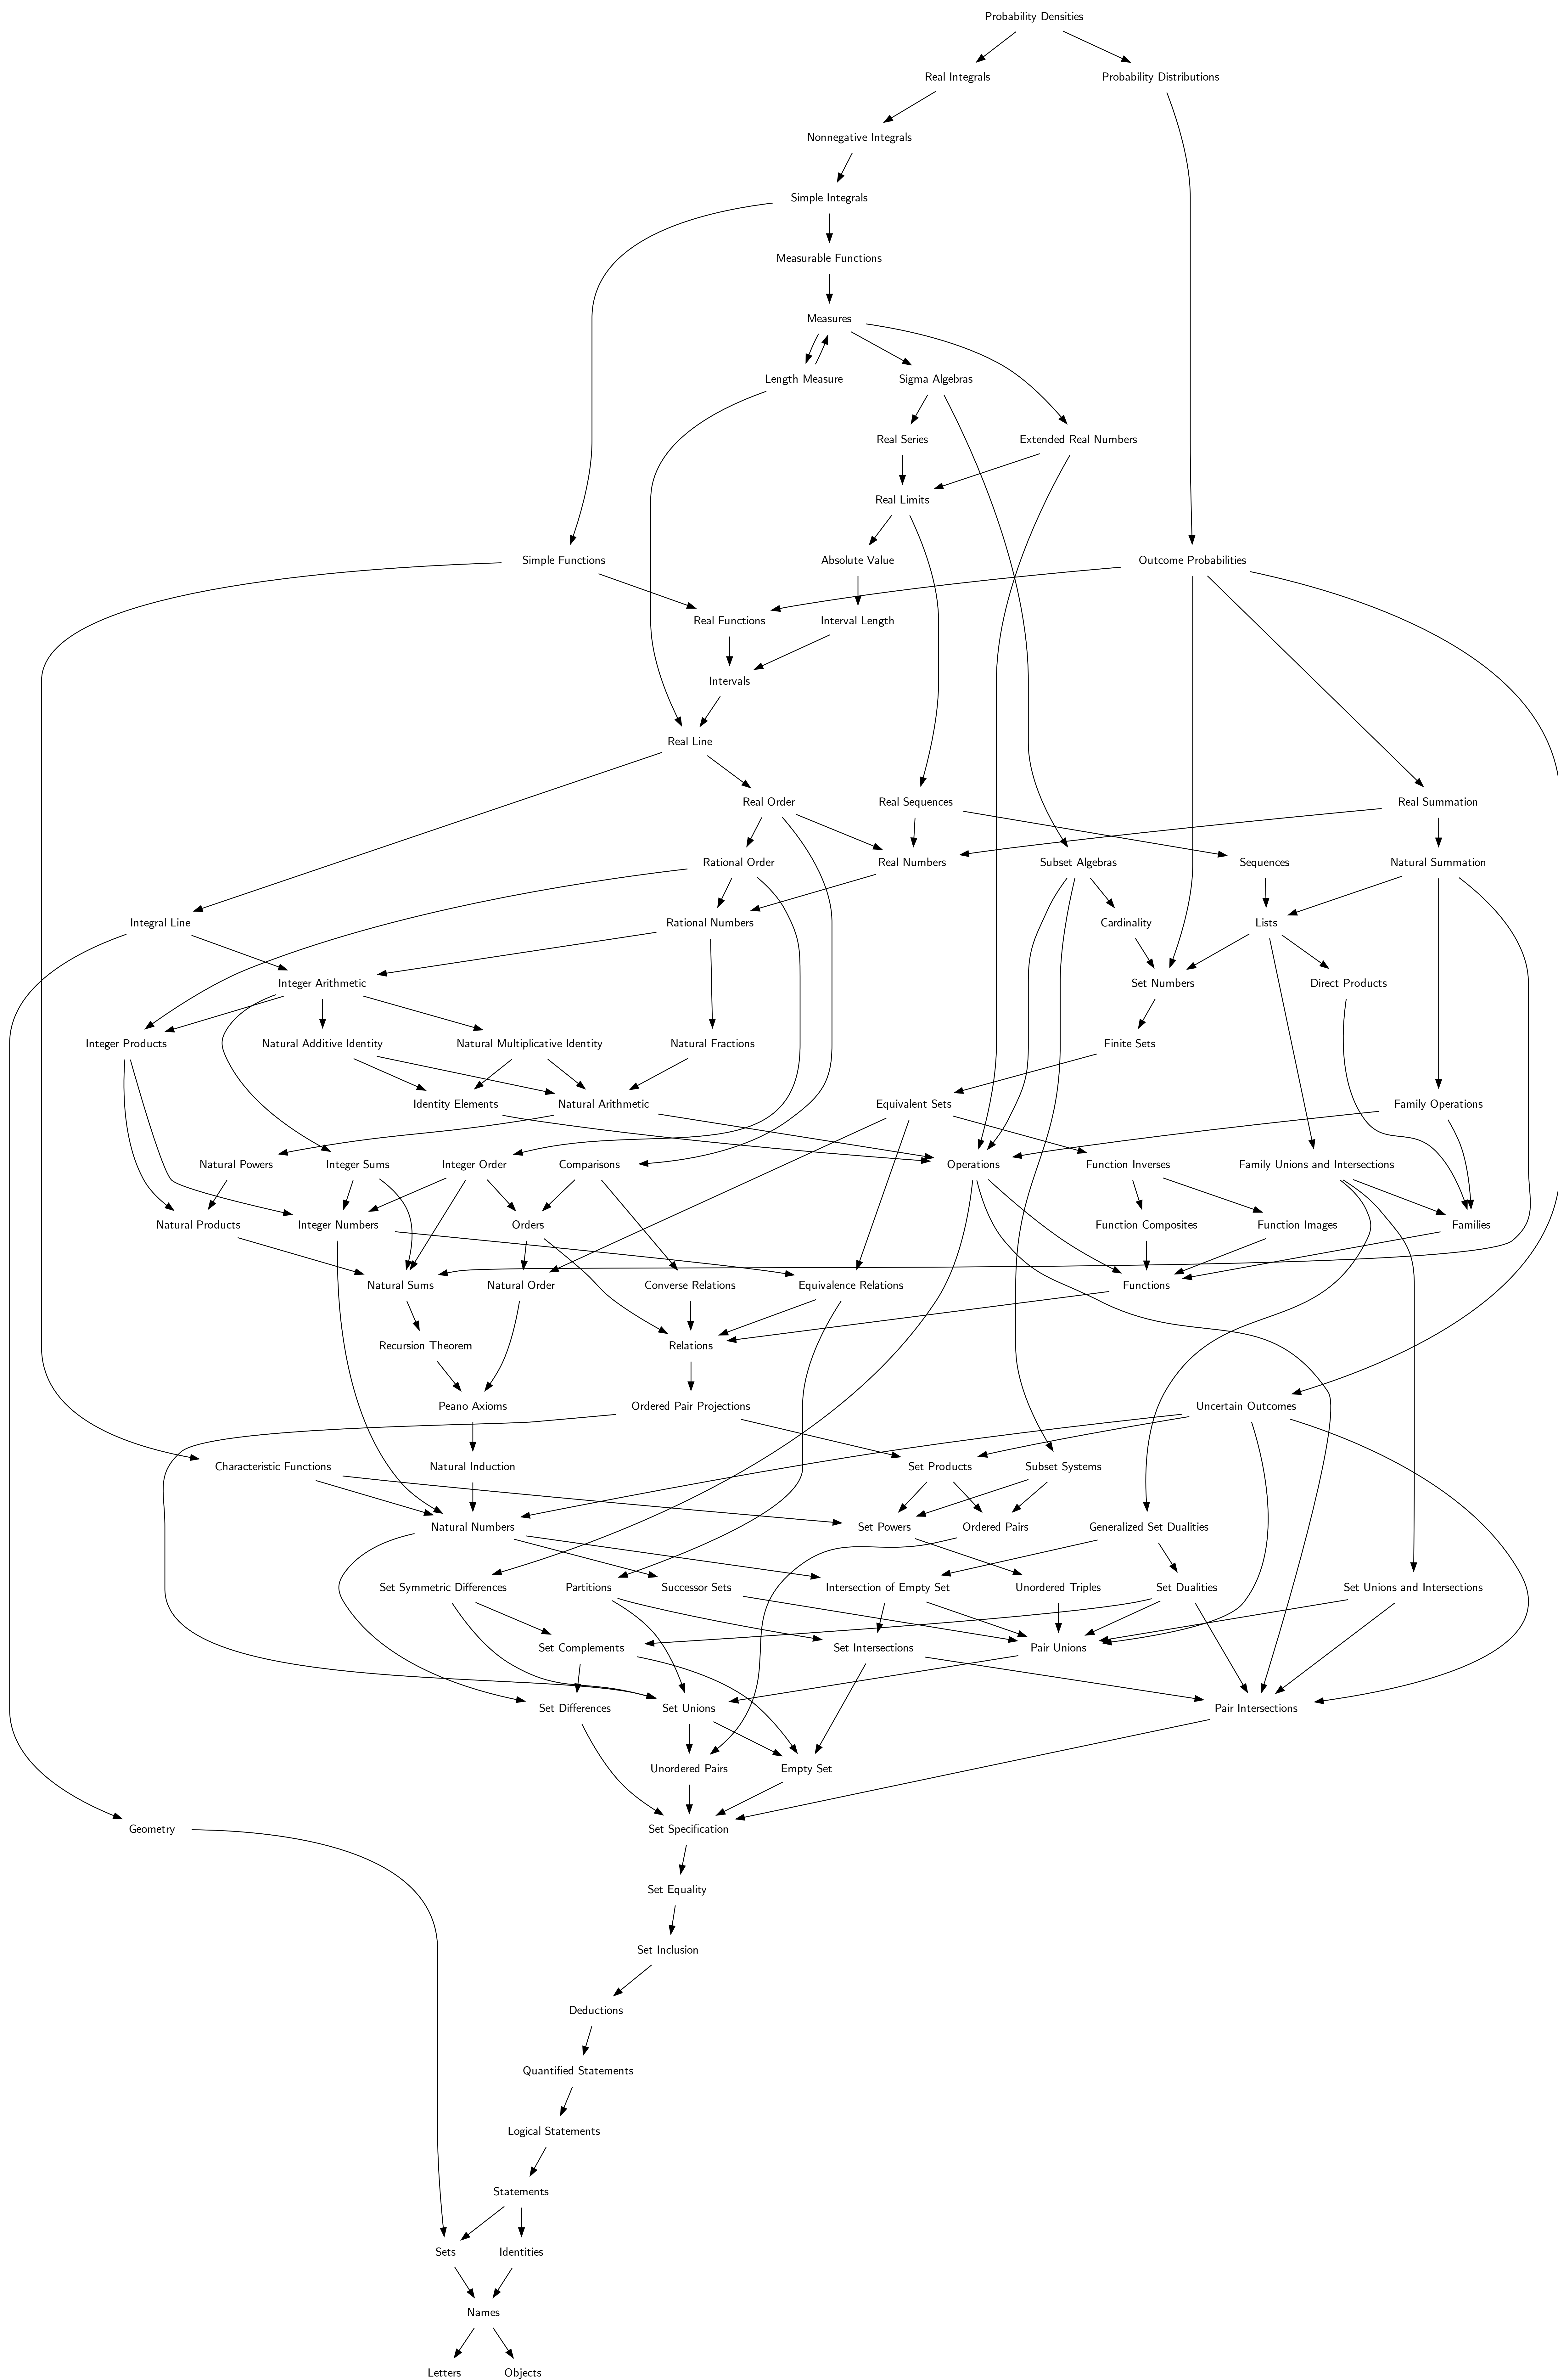 Probability Densities
Real Integrals
Probability Distributions
Nonnegative Integrals
Simple Integrals
Measurable Functions
Measures
Length Measure
Sigma Algebras
Real Series
Extended Real Numbers
Real Limits
Simple Functions
Absolute Value
Outcome Probabilities
Real Functions
Interval Length
Intervals
Real Line
Real Order
Real Sequences
Real Summation
Rational Order
Real Numbers
Subset Algebras
Sequences
Natural Summation
Integral Line
Rational Numbers
Cardinality
Lists
Integer Arithmetic
Set Numbers
Direct Products
Integer Products
Natural Additive Identity
Natural Multiplicative Identity
Natural Fractions
Finite Sets
Identity Elements
Natural Arithmetic
Equivalent Sets
Family Operations
Natural Powers
Integer Sums
Integer Order
Comparisons
Operations
Function Inverses
Family Unions and Intersections
Natural Products
Integer Numbers
Orders
Function Composites
Function Images
Families
Natural Sums
Natural Order
Converse Relations
Equivalence Relations
Functions
Recursion Theorem
Relations
Peano Axioms
Ordered Pair Projections
Uncertain Outcomes
Characteristic Functions
Natural Induction
Set Products
Subset Systems
Natural Numbers
Set Powers
Ordered Pairs
Generalized Set Dualities
Set Symmetric Differences
Partitions
Successor Sets
Intersection of Empty Set
Unordered Triples
Set Dualities
Set Unions and Intersections
Set Complements
Set Intersections
Pair Unions
Set Differences
Set Unions
Pair Intersections
Unordered Pairs
Empty Set
Geometry
Set Specification
Set Equality
Set Inclusion
Deductions
Quantified Statements
Logical Statements
Statements
Sets
Identities
Names
Letters
Objects